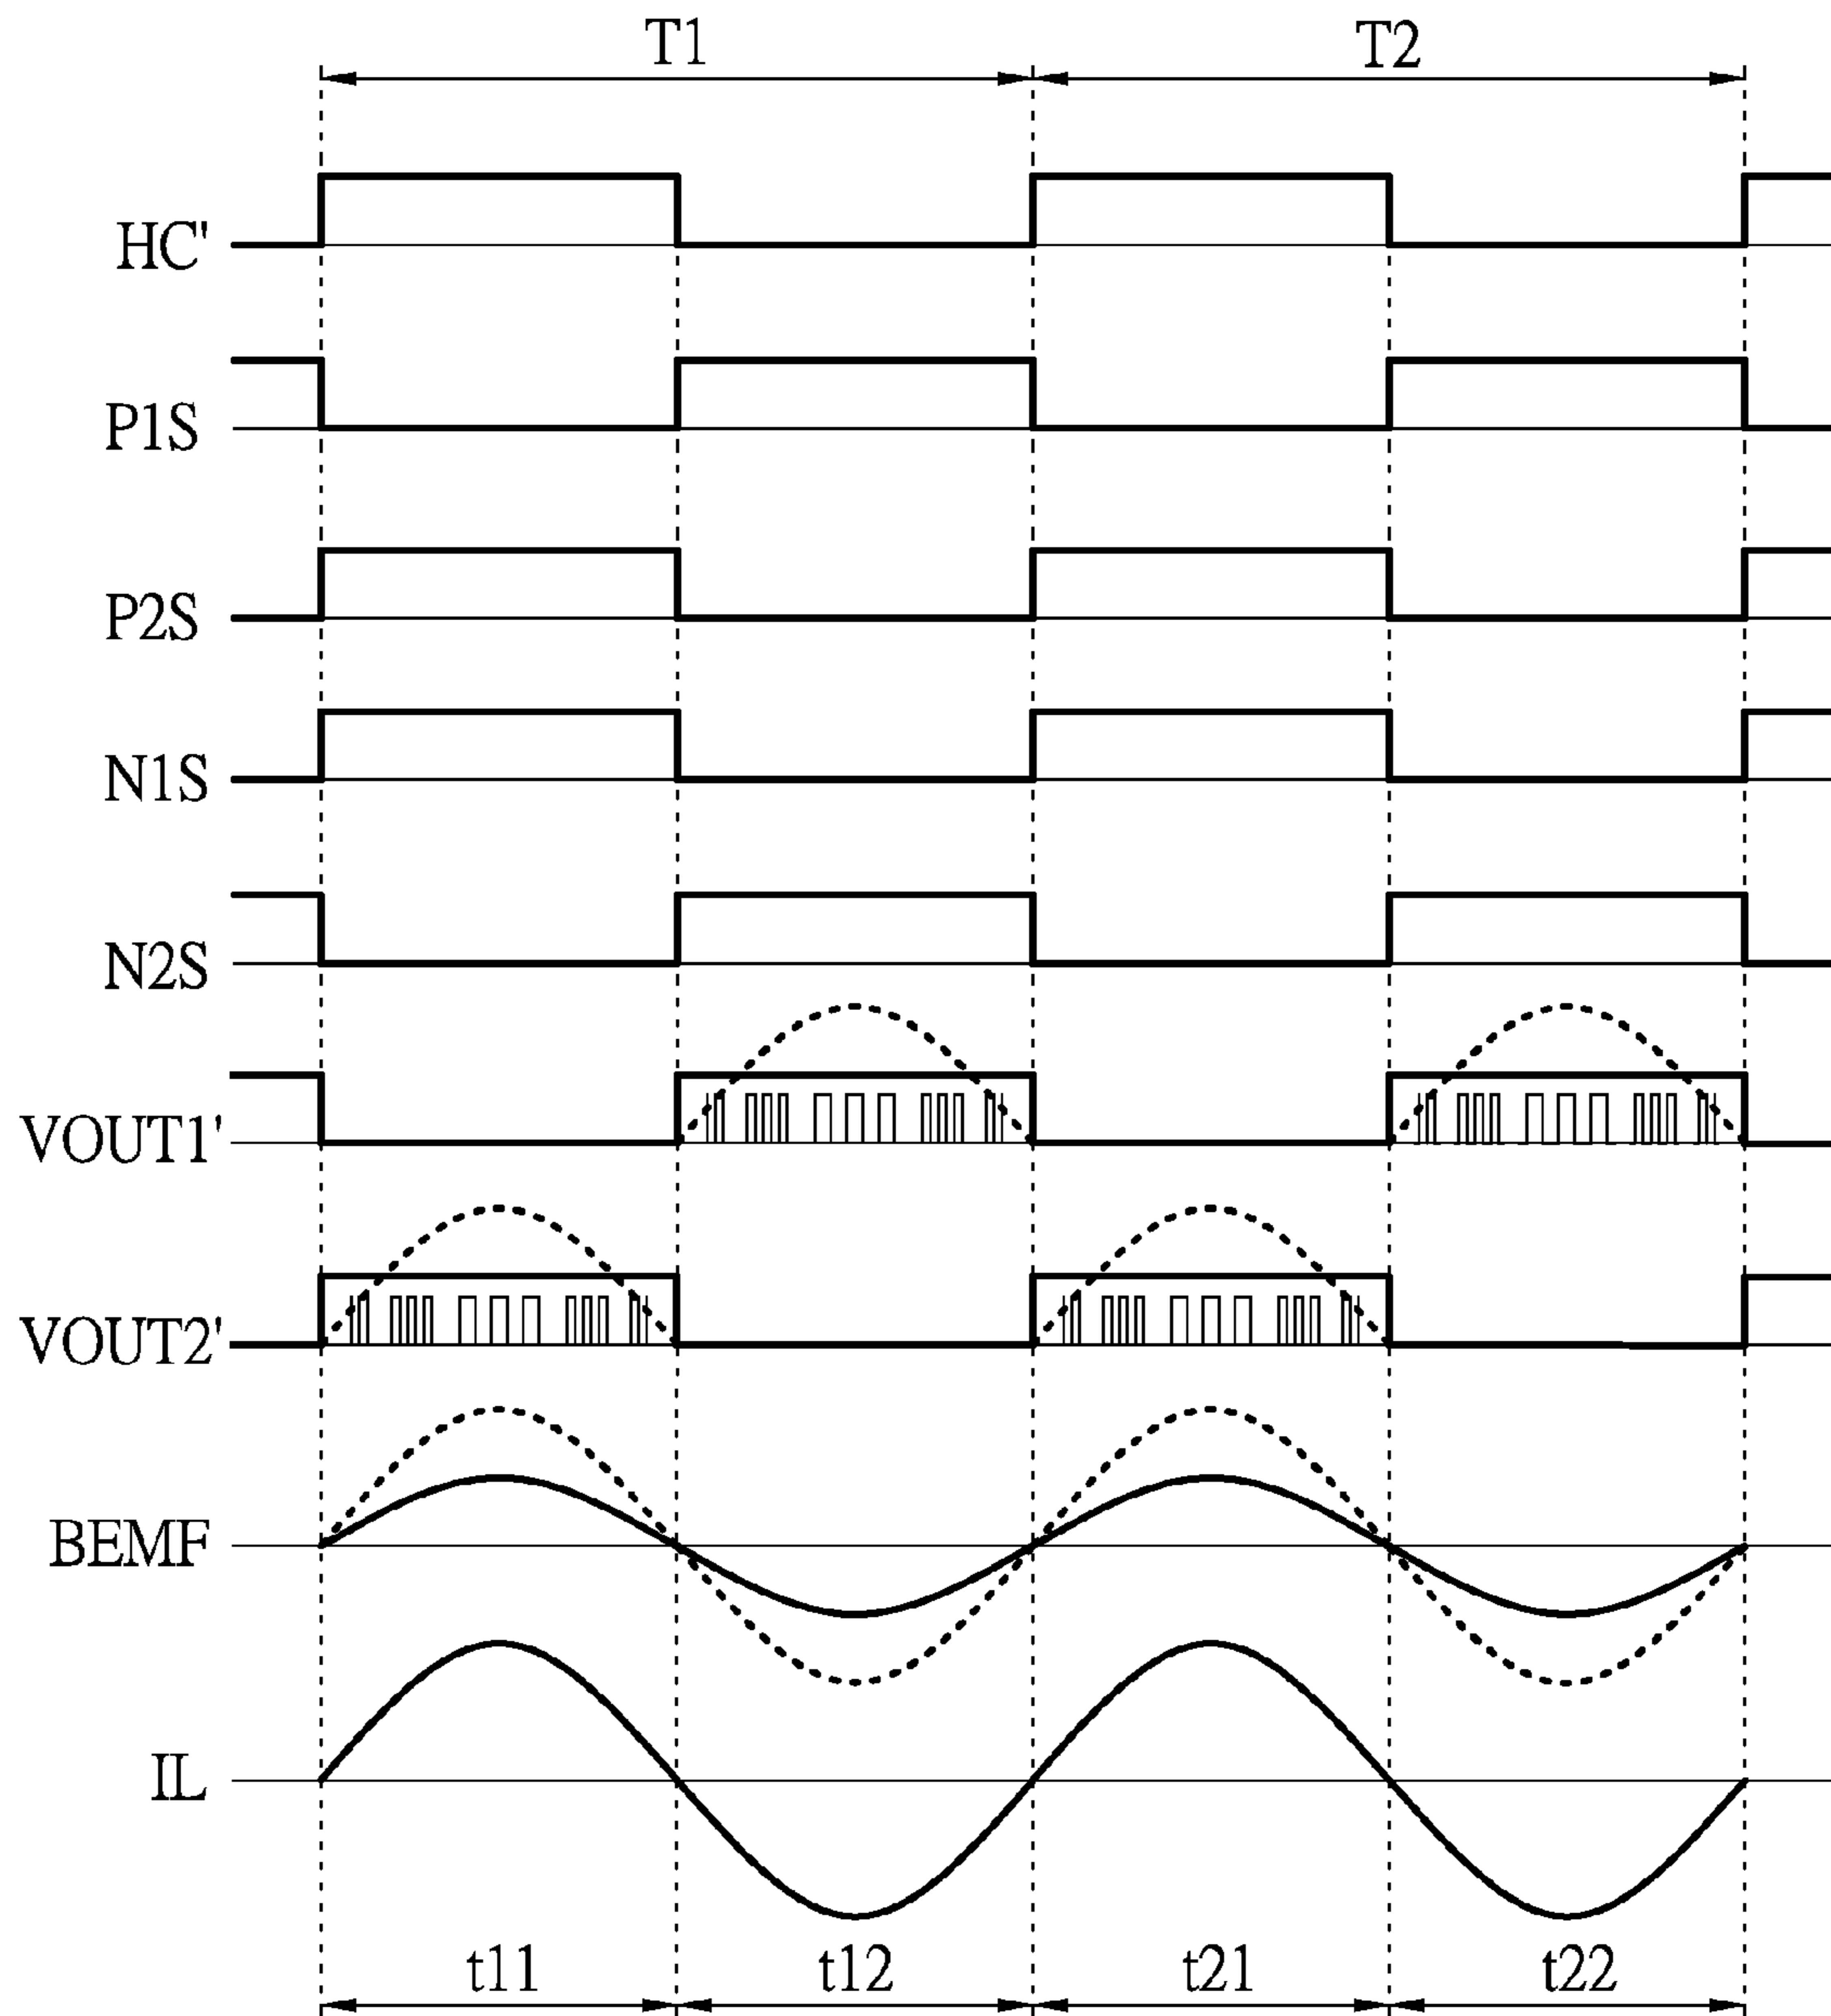 T1 T2
HC'
P1S
P2S
N1S
N2S
VOUT1'
VOUT2'
BEMF
IL
t11 t12 t21 t22